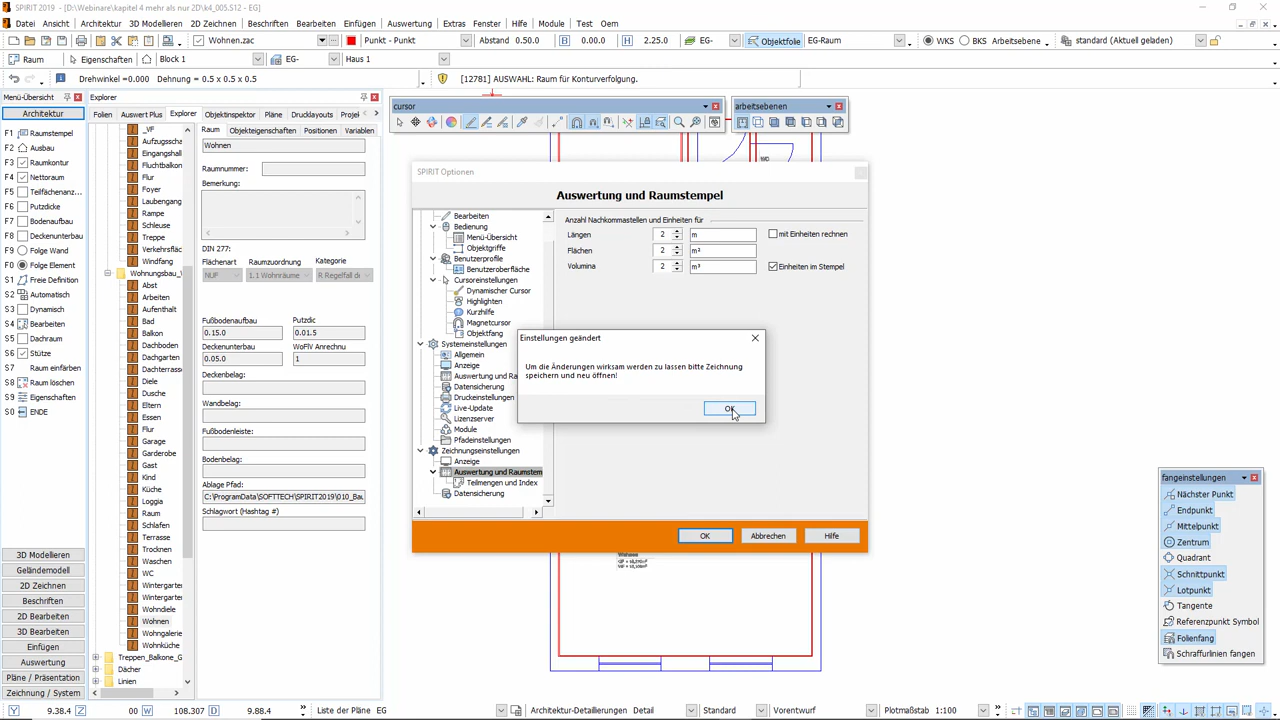 SPIRIT 2019 - [D:\Webinare\kapitel 4 mehr als nur 2D\k4_005.S12) - EG]
Datei Ansicht Architektur 3D Modellieren 2D Zeichnen Beschriften Bearbeiten Einfügen Auswertung Extras Fenster Hilfe Module Test Oem
Wohnen.zac Punkt - Punkt Abstand 0.50.0 B 0.00.0 H 2.25.0 EG- Objektfolie EG-Raum WKS BKS Arbeitsebene standard (Aktuell geladen)
Raum Eigenschaften Block 1 EG- Haus 1
Drehwinkel =0.000 Dehnung = 0.5 x 0.5 x 0.5 [12781] AUSWAHL: Raum für Konturverfolgung.
Menü-Übersicht
Architektur
F1 Raumstempel
F2 Ausbau
F3 Raumkontur
F4 Nettoraum
F5 Teilflächenanz...
F6 Putzdicke
F7 Bodenaufbau
F8 Deckenunterbau
F9 Folge Wand
F0 Folge Element
S1 Freie Definition
S2 Automatisch
S3 Dynamisch
S4 Bearbeiten
S5 Dachraum
S6 Stütze
S7 Raum einfärben
S8 Raum löschen
S9 Eigenschaften
S0 ENDE
3D Modellieren
Geländemodell
2D Zeichnen
Beschriften
2D Bearbeiten
3D Bearbeiten
Einfügen
Auswertung
Pläne / Präsentation
Zeichnung / System
Explorer
Folien Auswert Plus Explorer Objektinspektor Pläne Drucklayouts Projek
_VF
Aufzugsscha
Eingangshall
Fluchtbalkon
Flur
Foyer
Laubengang
Rampe
Schleuse
Treppe
Verkehrsfläc
Windfang
Wohnungsbau_
Abst
Arbeiten
Aufenthalt
Bad
Balkon
Dachboden
Dachgarten
Dachterrass
Diele
Dusche
Eltern
Essen
Flur
Garage
Garderobe
Gast
Kind
Küche
Loggia
Raum
Schlafen
Terrasse
Trocknen
Waschen
WC
Wintergarter
Wintergarter
Wohndiele
Wohnen
Wohngalerie
Wohnküche
Treppen_Balkone_G
Dächer
Linien
Raum Objekteigenschaften Positionen Variablen
Wohnen
Raumnummer:
Bemerkung:
DIN 277:
Flächenart Raumzuordnung Kategorie
NUF 1.1 Wohnräume R Regelfall d
Fußbodenaufbau Putzdic
0.15.0 0.01.5
Deckenunterbau WoFlV Anrechnu
0.05.0 1
Deckenbelag:
Wandbelag:
Fußbodenleiste:
Bodenbelag:
Ablage Pfad:
C:\ProgramData\SOFTTECH\SPIRIT2019\010_Bau
Schlagwort (Hashtag #)
cursor
arbeitsebenen
SPIRIT Optionen
Auswertung und Raumstempel
Bearbeiten
Bedienung
Menü-Übersicht
Objektgriffe
Benutzerprofile
Benutzeroberfläche
Cursoreinstellungen
Dynamischer Cursor
Highlighten
Kurzhilfe
Magnetcursor
Objektfang
Systemeinstellungen
Allgemein
Anzeige
Auswertung und Ra
Datensicherung
Druckeinstellungen
Live-Update
Lizenzserver
Module
Pfadeinstellungen
Zeichnungseinstellungen
Anzeige
Auswertung und Raumstem
Teilmengen und Index
Datensicherung
Anzahl Nachkommastellen und Einheiten für
Längen 2 m mit Einheiten rechnen
Flächen 2 m²
Volumina 2 m³ Einheiten im Stempel
Einstellungen geändert
Um die Änderungen wirksam werden zu lassen bitte Zeichnung
speichern und neu öffnen!
OK
OK Abbrechen Hilfe
fangeinstellungen
Nächster Punkt
Endpunkt
Mittelpunkt
Zentrum
Quadrant
Schnittpunkt
Lotpunkt
Tangente
Referenzpunkt Symbol
Folienfang
Schraffurlinien fangen
Y 9.38.4 Z 00 W 108.307 D 9.88.4 Liste der Pläne EG Architektur-Detaillierungen Detail Standard Vorentwurf Plotmaßstab 1:100